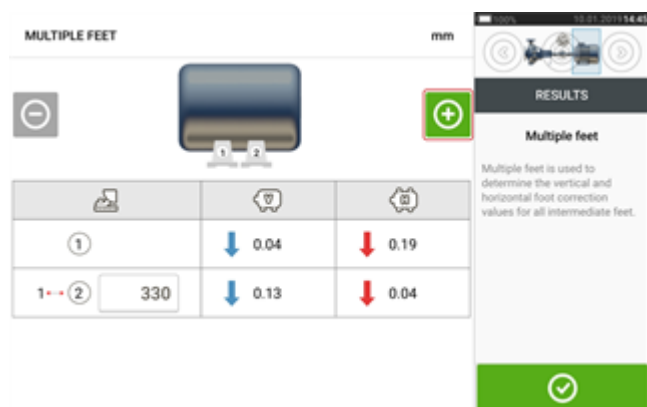 MULTIPLE FEET
mm
1 2
V H
1 0.04 0.19
1 2 330 0.13 0.04
100% 10.01.2019 14:45
RESULTS
Multiple feet
Multiple feet is used to
determine the vertical and
horizontal foot correction
values for all intermediate feet.